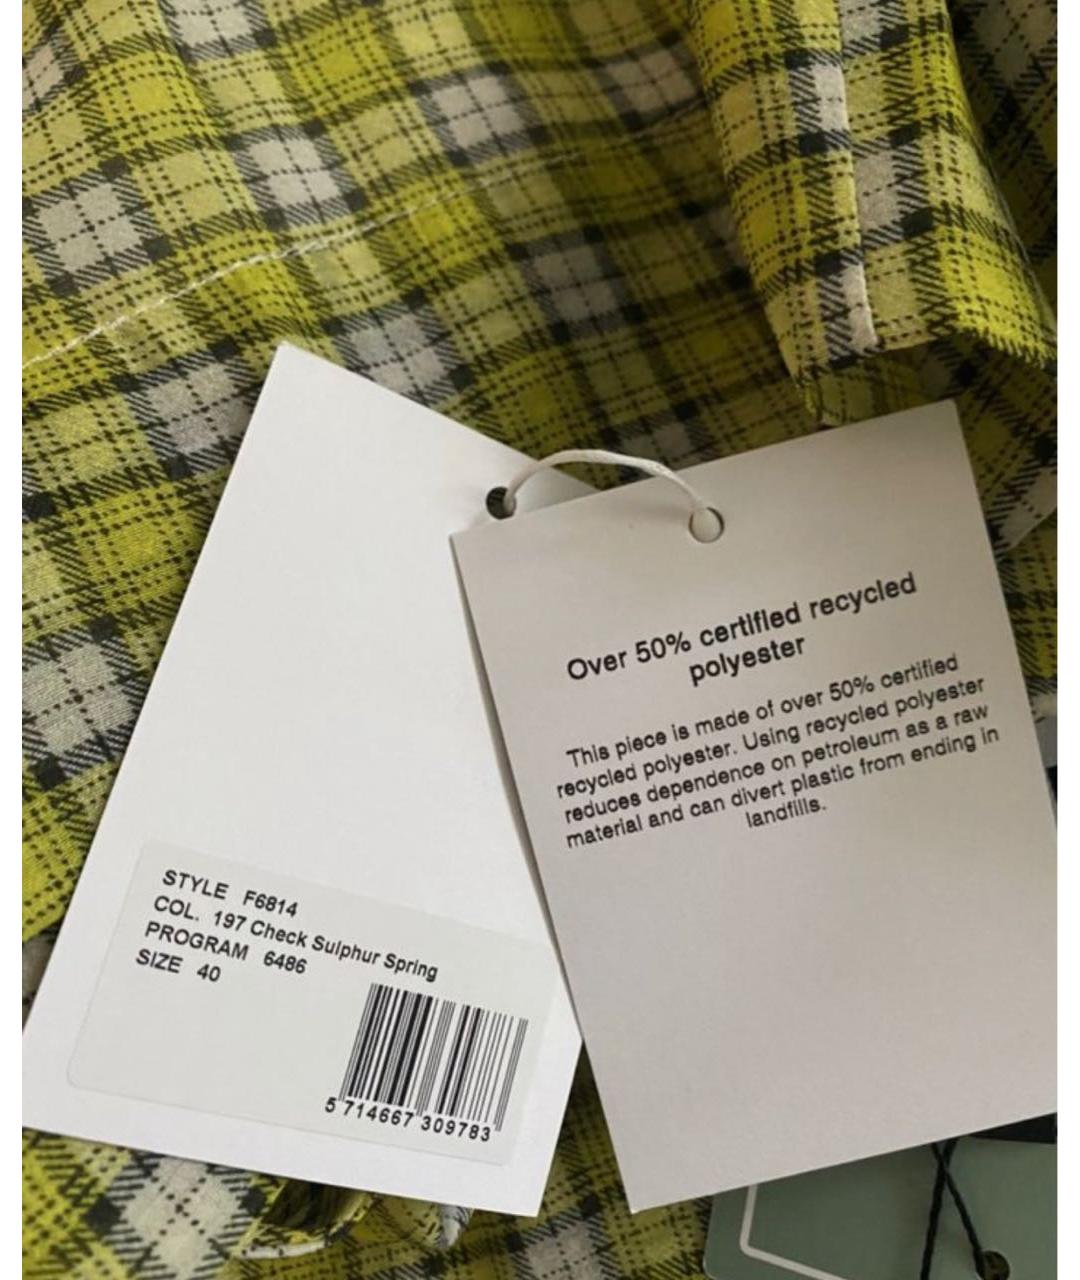 Over 50% certified recycled
polyester
This piece is made of over 50% certified
recycled polyester. Using recycled polyester
reduces dependence on petroleum as a raw
material and can divert plastic from ending in
landfills.
STYLE F6814
COL. 197 Check Sulphur Spring
PROGRAM 6486
SIZE 40
5 714667 309783